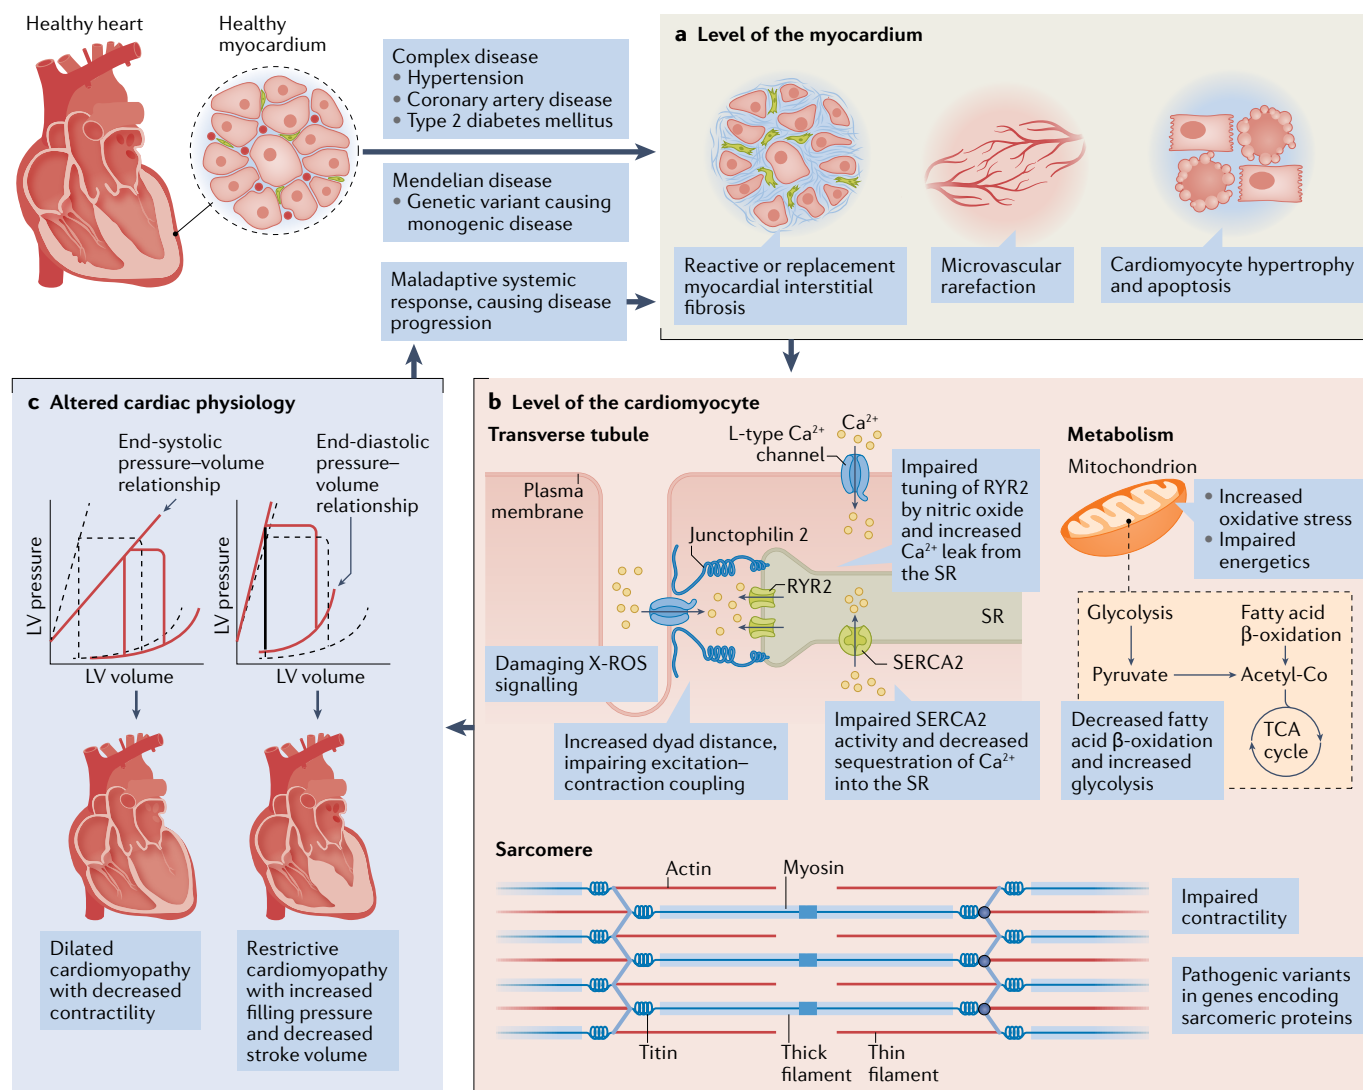 Healthy heart
Healthy
myocardium
Complex disease
• Hypertension
• Coronary artery disease
• Type 2 diabetes mellitus
Mendelian disease
• Genetic variant causing
monogenic disease
Maladaptive systemic
response, causing disease
progression
a Level of the myocardium
Reactive or replacement
myocardial interstitial
fibrosis
Microvascular
rarefaction
Cardiomyocyte hypertrophy
and apoptosis
b Level of the cardiomyocyte
Transverse tubule
L-type Ca²⁺
channel
Ca²⁺
Plasma
membrane
Junctophilin 2
RYR2
SR
SERCA2
Impaired
tuning of RYR2
by nitric oxide
and increased
Ca²⁺ leak from
the SR
Damaging X-ROS
signalling
Increased dyad distance,
impairing excitation–
contraction coupling
Impaired SERCA2
activity and decreased
sequestration of Ca²⁺
into the SR
Metabolism
Mitochondrion
• Increased
oxidative stress
• Impaired
energetics
Glycolysis
Fatty acid
β-oxidation
Pyruvate
Acetyl-Co
TCA
cycle
Decreased fatty
acid β-oxidation
and increased
glycolysis
Sarcomere
Actin
Myosin
Titin
Thick
filament
Thin
filament
Impaired
contractility
Pathogenic variants
in genes encoding
sarcomeric proteins
c Altered cardiac physiology
End-systolic
pressure–volume
relationship
End-diastolic
pressure–
volume
relationship
LV pressure
LV volume
LV pressure
LV volume
Dilated
cardiomyopathy
with decreased
contractility
Restrictive
cardiomyopathy
with increased
filling pressure
and decreased
stroke volume